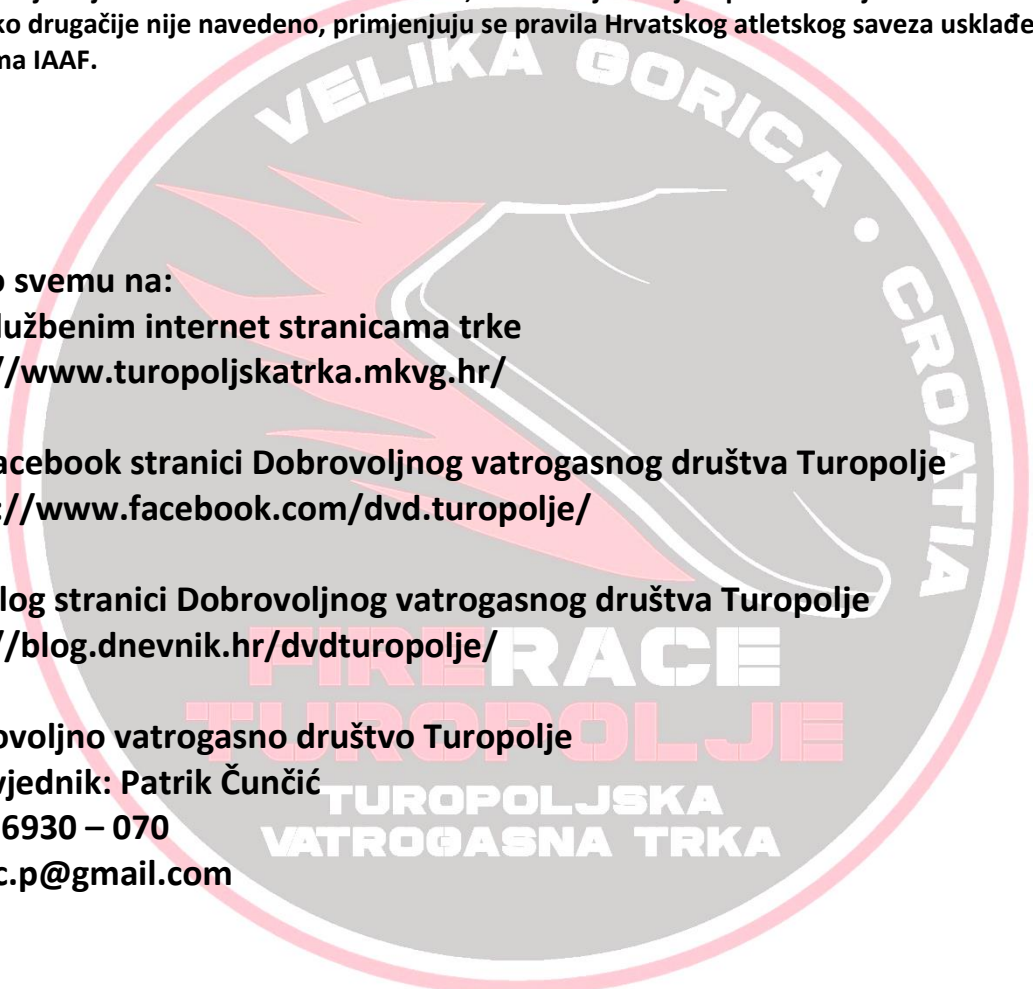 ko drugačije nije navedeno, primjenjuju se pravila Hrvatskog atletskog saveza usklađe
ma IAAF.
VELIKA GORICA • CROATIA
o svemu na:
lužbenim internet stranicama trke
//www.turopoljskatrka.mkvg.hr/
acebook stranici Dobrovoljnog vatrogasnog društva Turopolje
://www.facebook.com/dvd.turopolje/
log stranici Dobrovoljnog vatrogasnog društva Turopolje
//blog.dnevnik.hr/dvdturopolje/
FIRERACE
TUROPOLJE
ovoljno vatrogasno društvo Turopolje
vjednik: Patrik Čunčić
TUROPOLJSKA
6930 – 070
VATROGASNA TRKA
c.p@gmail.com